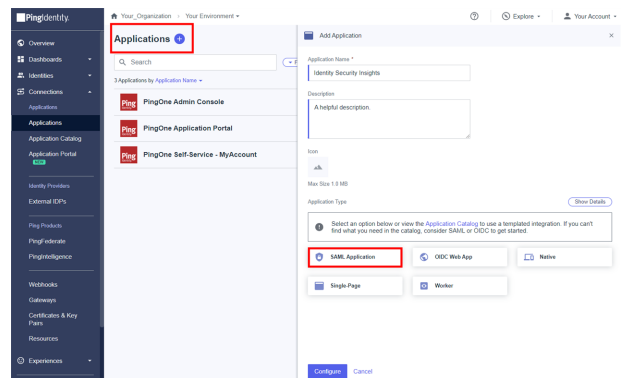 PingIdentity.
Your_Organization > Your Environment
Explore
Your Account
Overview
Dashboards
Identities
Connections
Applications
Applications
Application Catalog
Application Portal
NEW
Identity Providers
External IDPs
Ping Products
PingFederate
PingIntelligence
Webhooks
Gateways
Certificates & Key
Pairs
Resources
Experiences
Applications
Search
3 Applications by Application Name
Ping PingOne Admin Console
Ping PingOne Application Portal
Ping PingOne Self-Service - MyAccount
Add Application
Application Name *
Identity Security Insights
Description
A helpful description.
Icon
Max Size 1.0 MB
Application Type
Show Details
Select an option below or view the Application Catalog to use a templated integration. If you can't
find what you need in the catalog, consider SAML or OIDC to get started.
SAML Application
OIDC Web App
Native
Single-Page
Worker
Configure
Cancel